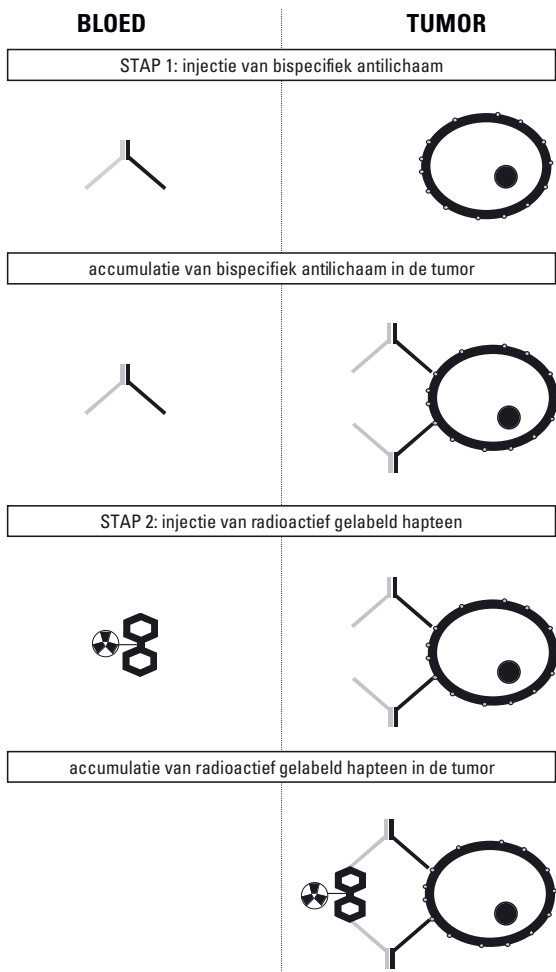 BLOED
TUMOR
STAP 1: injectie van bispecifiek antilichaam
accumulatie van bispecifiek antilichaam in de tumor
STAP 2: injectie van radioactief gelabeld hapteen
accumulatie van radioactief gelabeld hapteen in de tumor